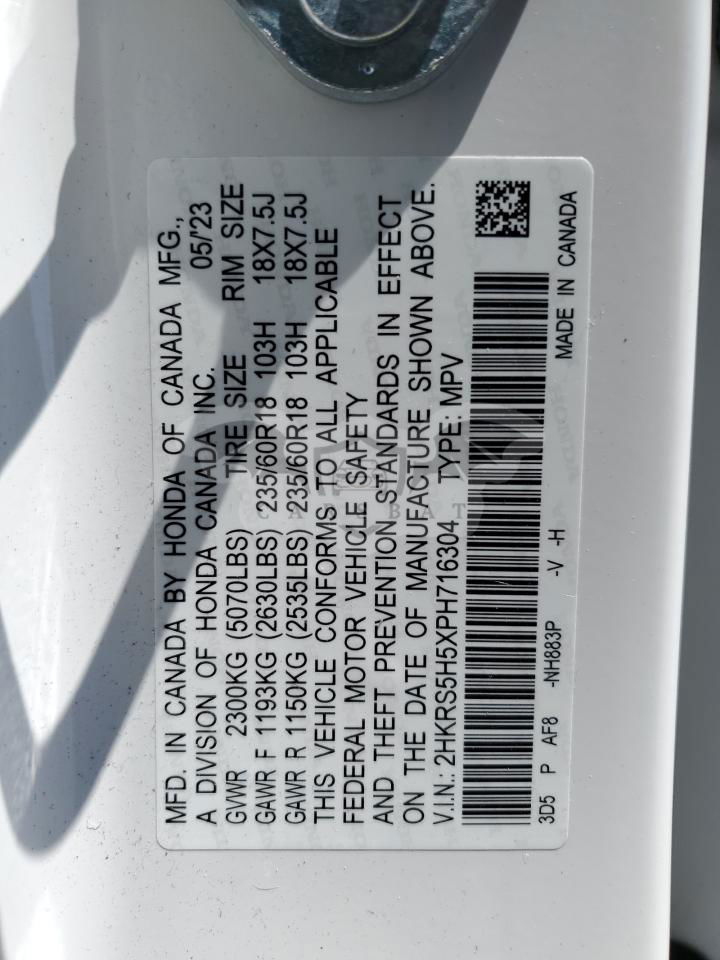 MFD. IN CANADA BY HONDA OF CANADA MFG.,
A DIVISION OF HONDA CANADA INC. 05/'23
GVWR 2300KG (5070LBS) TIRE SIZE RIM SIZE
GAWR F 1193KG (2630LBS) 235/60R18 103H 18X7.5J
GAWR R 1150KG (2535LBS) 235/60R18 103H 18X7.5J
THIS VEHICLE CONFORMS TO ALL APPLICABLE
FEDERAL MOTOR VEHICLE SAFETY
AND THEFT PREVENTION STANDARDS IN EFFECT
ON THE DATE OF MANUFACTURE SHOWN ABOVE.
V.I.N.: 2HKRS5H5XPH716304 TYPE: MPV
3D5 P AF8 -NH883P -V -H MADE IN CANADA